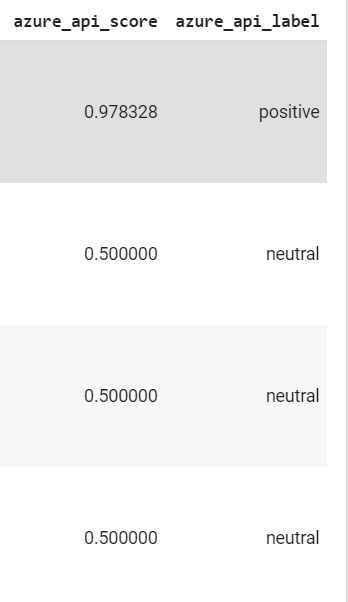 azure_api_score azure_api_label
0.978328 positive
0.500000 neutral
0.500000 neutral
0.500000 neutral